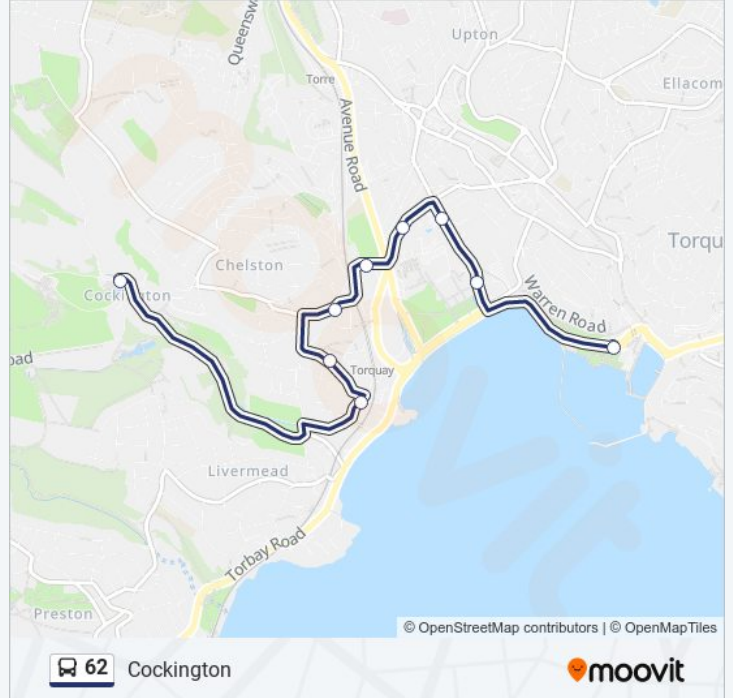 Queensw
Upton
Torre
Ellacom
Avenue Road
Torqu
Chelston
Cockington
Warren Road
oad
Torquay
Livermead
Torbay Road
Preston
© OpenStreetMap contributors | © OpenMapTiles
62 Cockington
moovit